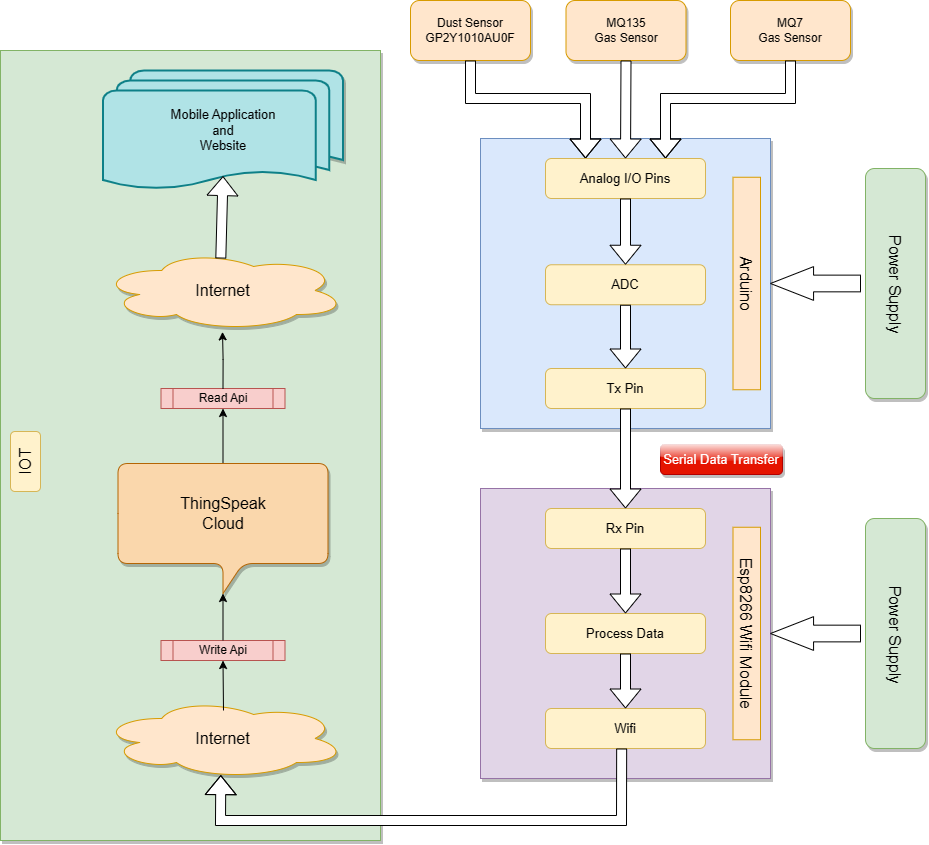 Dust Sensor
GP2Y1010AU0F
MQ135
Gas Sensor
MQ7
Gas Sensor
Mobile Application
and
Website
Internet
Read Api
IOT
ThingSpeak
Cloud
Write Api
Internet
Analog I/O Pins
ADC
Tx Pin
Arduino
Power Supply
Serial Data Transfer
Rx Pin
Process Data
Wifi
Esp8266 Wifi Module
Power Supply